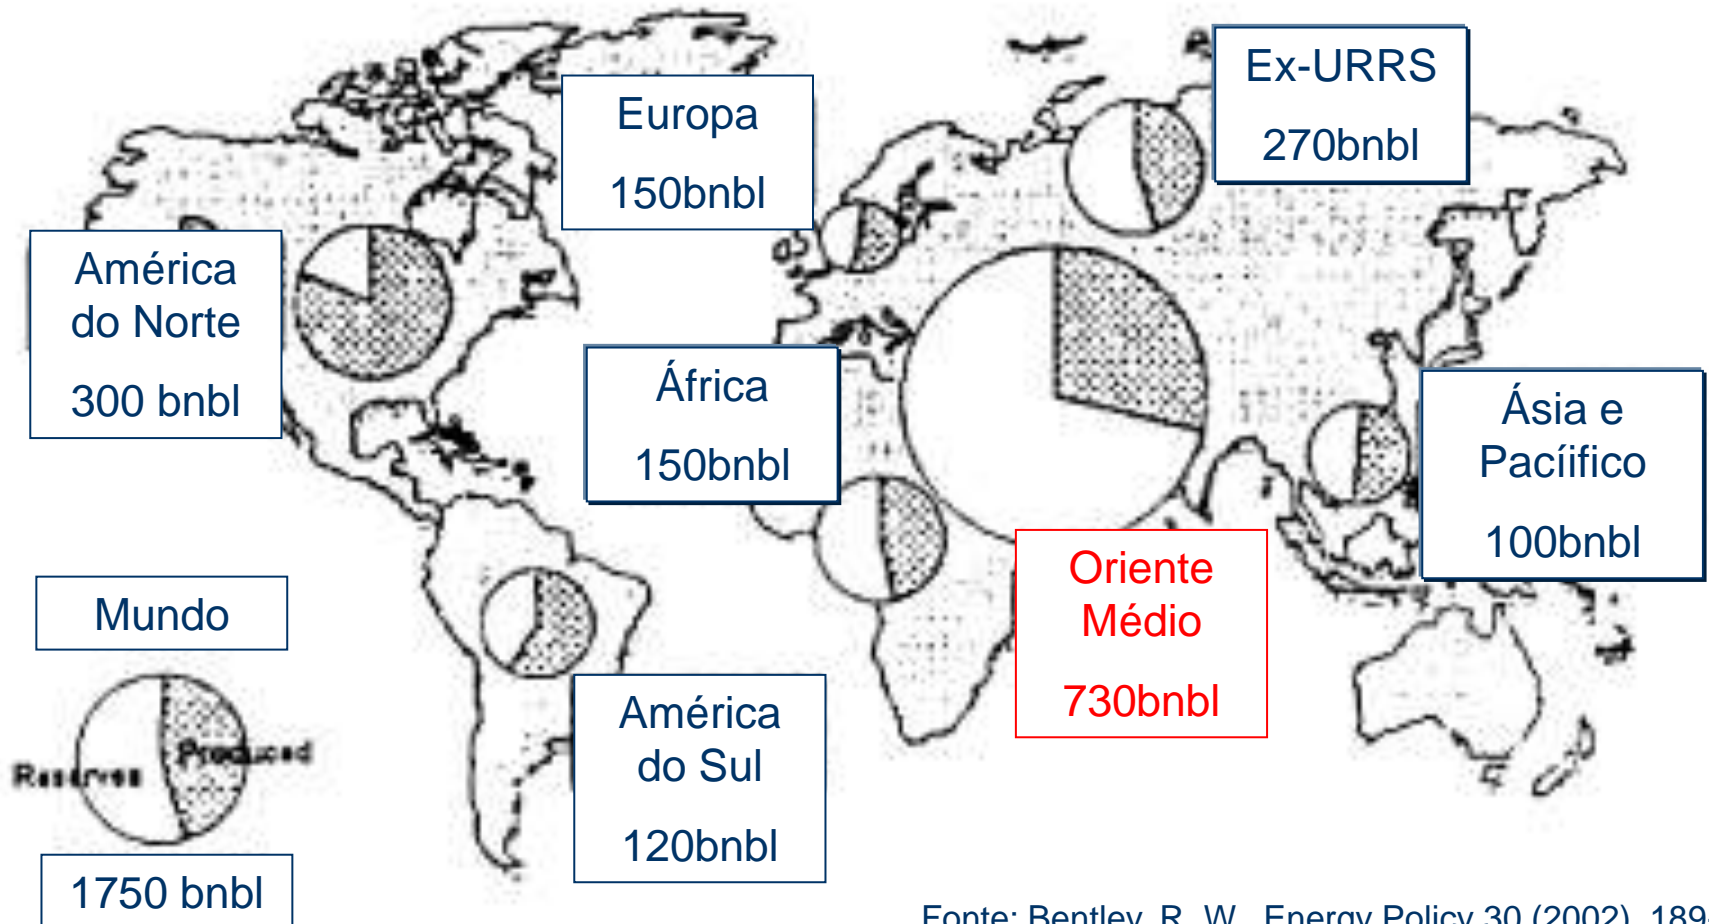 Ex-URRS
270bnbl
Europa
150bnbl
América
do Norte
300 bnbl
África
150bnbl
Ásia e
Pacíifico
100bnbl
Oriente
Médio
730bnbl
Mundo
Reserves
Produced
1750 bnbl
América
do Sul
120bnbl
Fonte: Bentley, R. W., Energy Policy 30 (2002), 189